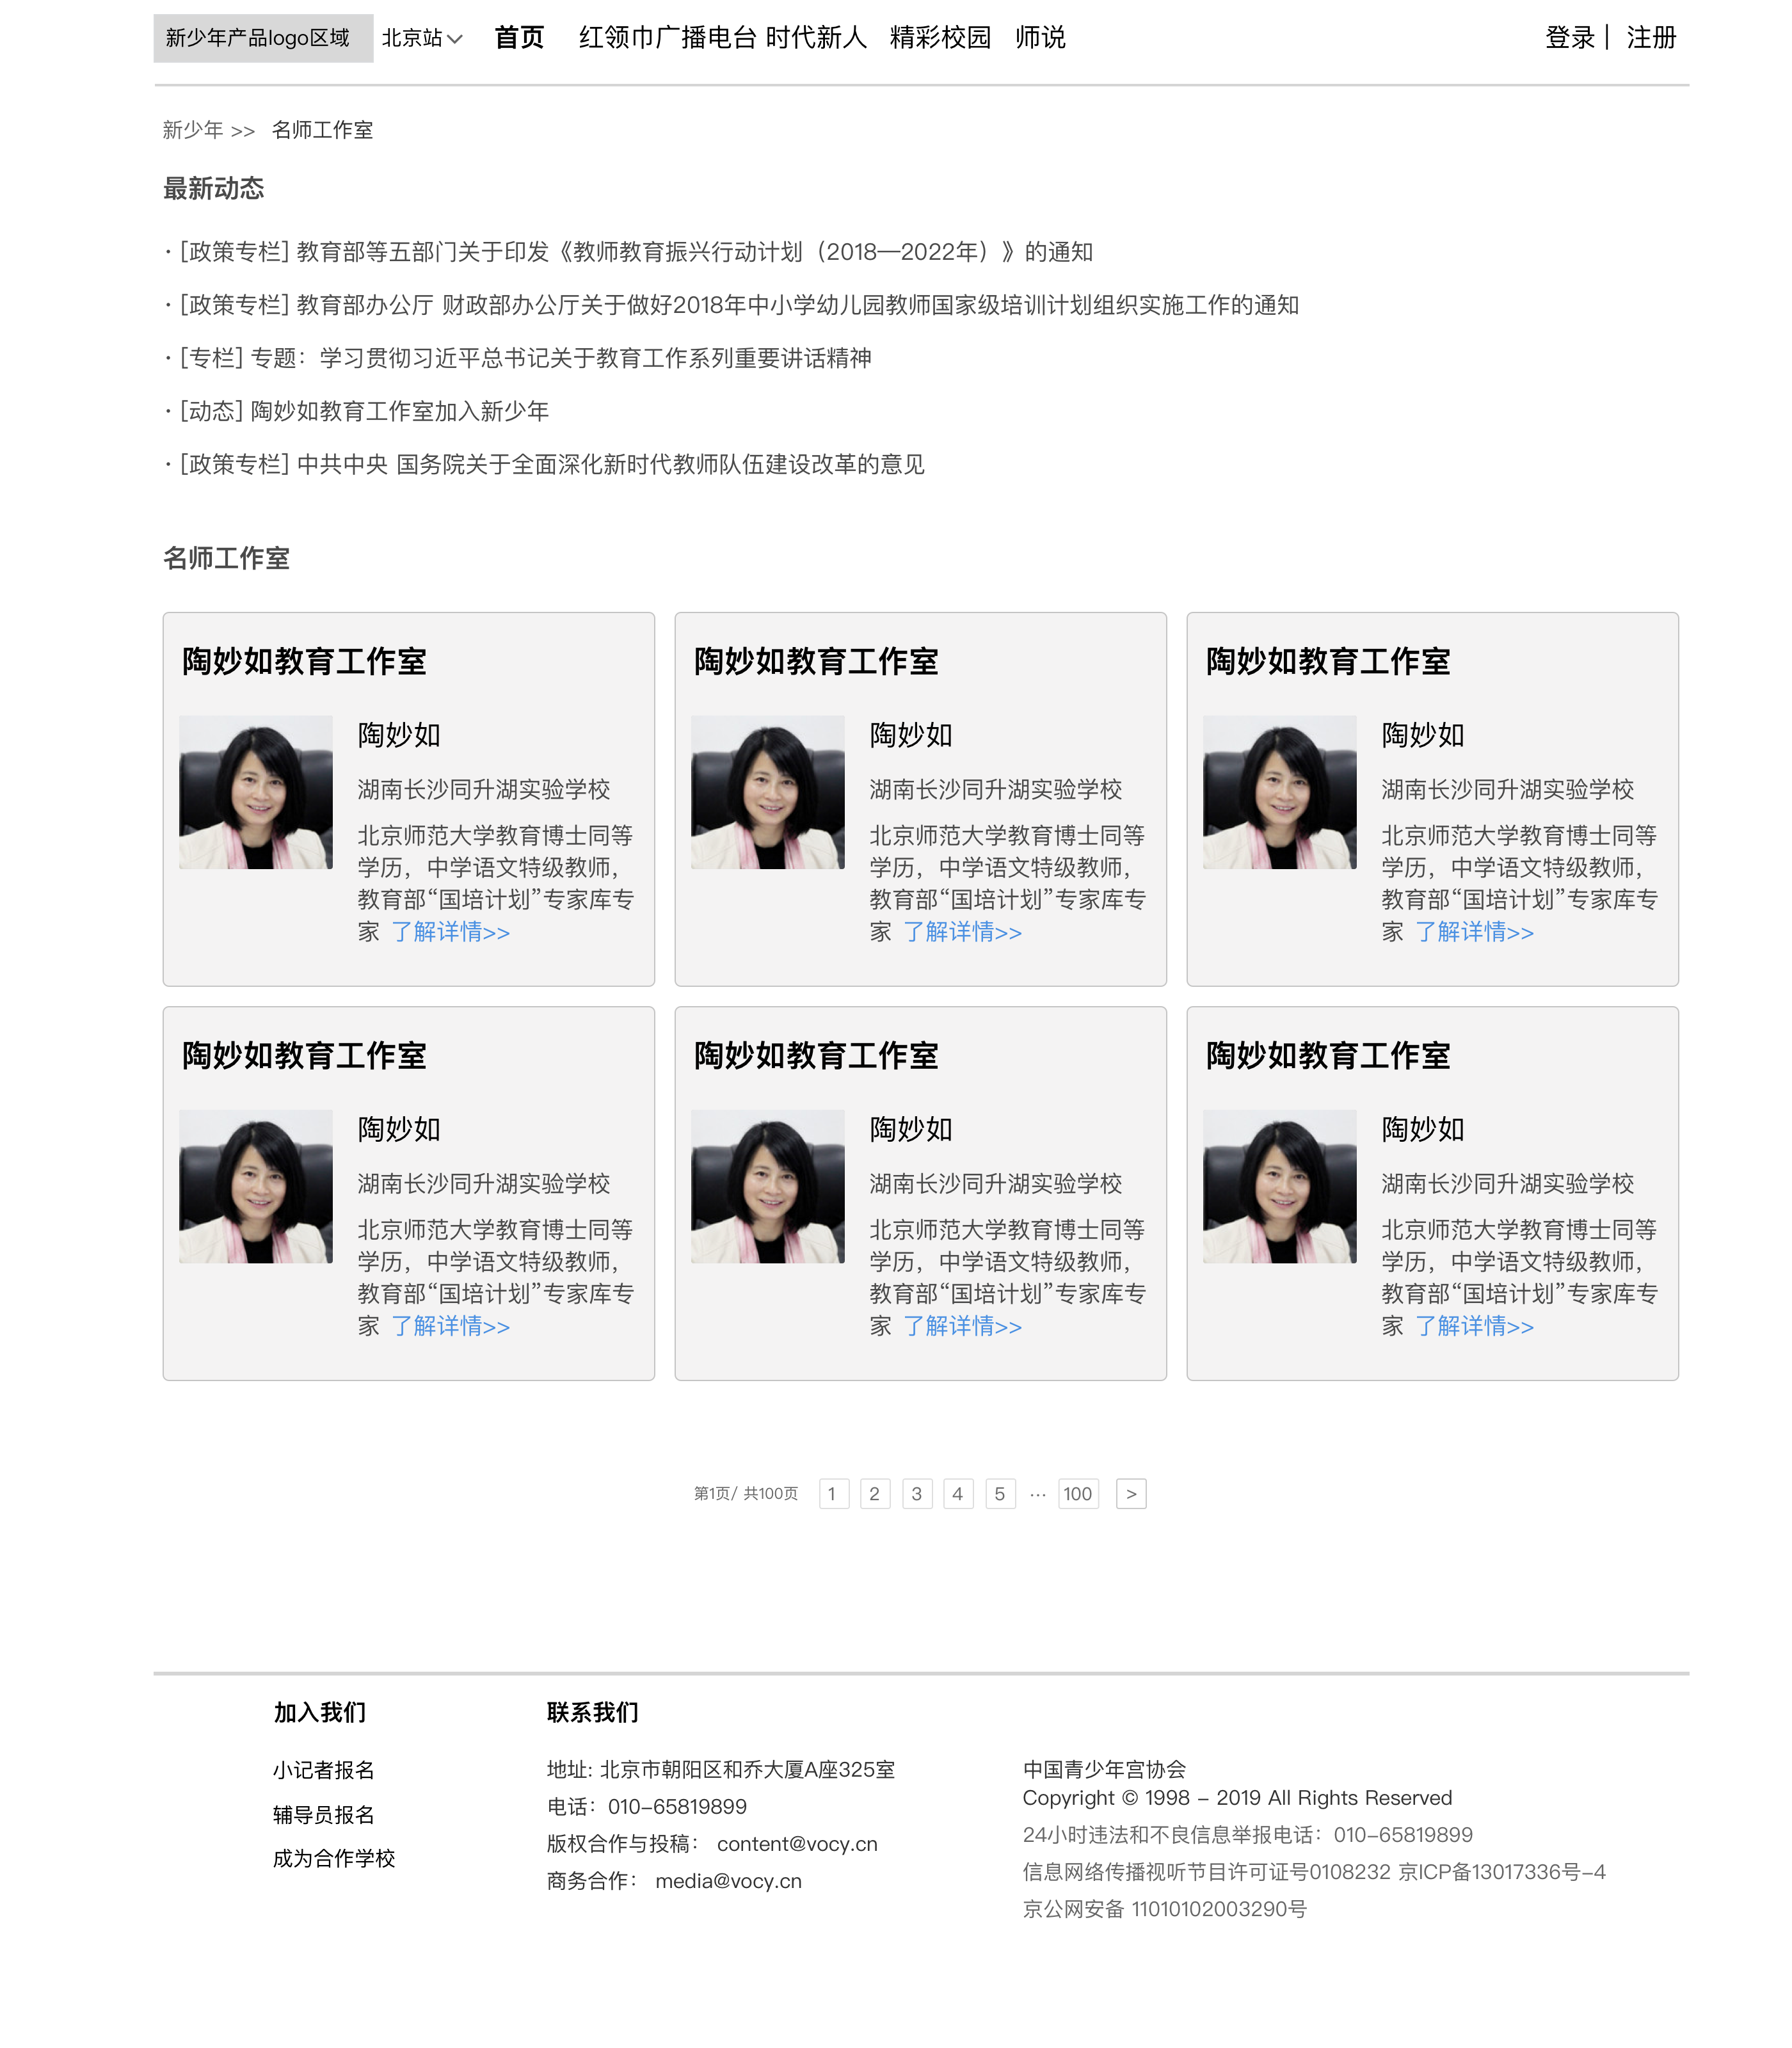 新少年产品logo区域 北京站 首页 红领巾广播电台 时代新人 精彩校园 师说 登录 | 注册
新少年 >> 名师工作室
最新动态
· [政策专栏] 教育部等五部门关于印发《教师教育振兴行动计划（2018—2022年）》的通知
· [政策专栏] 教育部办公厅 财政部办公厅关于做好2018年中小学幼儿园教师国家级培训计划组织实施工作的通知
· [专栏] 专题：学习贯彻习近平总书记关于教育工作系列重要讲话精神
· [动态] 陶妙如教育工作室加入新少年
· [政策专栏] 中共中央 国务院关于全面深化新时代教师队伍建设改革的意见
名师工作室
陶妙如教育工作室
陶妙如
湖南长沙同升湖实验学校
北京师范大学教育博士同等
学历，中学语文特级教师，
教育部“国培计划”专家库专
家 了解详情>>
陶妙如教育工作室
陶妙如
湖南长沙同升湖实验学校
北京师范大学教育博士同等
学历，中学语文特级教师，
教育部“国培计划”专家库专
家 了解详情>>
陶妙如教育工作室
陶妙如
湖南长沙同升湖实验学校
北京师范大学教育博士同等
学历，中学语文特级教师，
教育部“国培计划”专家库专
家 了解详情>>
陶妙如教育工作室
陶妙如
湖南长沙同升湖实验学校
北京师范大学教育博士同等
学历，中学语文特级教师，
教育部“国培计划”专家库专
家 了解详情>>
陶妙如教育工作室
陶妙如
湖南长沙同升湖实验学校
北京师范大学教育博士同等
学历，中学语文特级教师，
教育部“国培计划”专家库专
家 了解详情>>
陶妙如教育工作室
陶妙如
湖南长沙同升湖实验学校
北京师范大学教育博士同等
学历，中学语文特级教师，
教育部“国培计划”专家库专
家 了解详情>>
第1页/ 共100页 1 2 3 4 5 ··· 100 >
加入我们
小记者报名
辅导员报名
成为合作学校
联系我们
地址: 北京市朝阳区和乔大厦A座325室
电话：010-65819899
版权合作与投稿： content@vocy.cn
商务合作： media@vocy.cn
中国青少年宫协会
Copyright © 1998 - 2019 All Rights Reserved
24小时违法和不良信息举报电话：010-65819899
信息网络传播视听节目许可证号0108232 京ICP备13017336号-4
京公网安备 11010102003290号